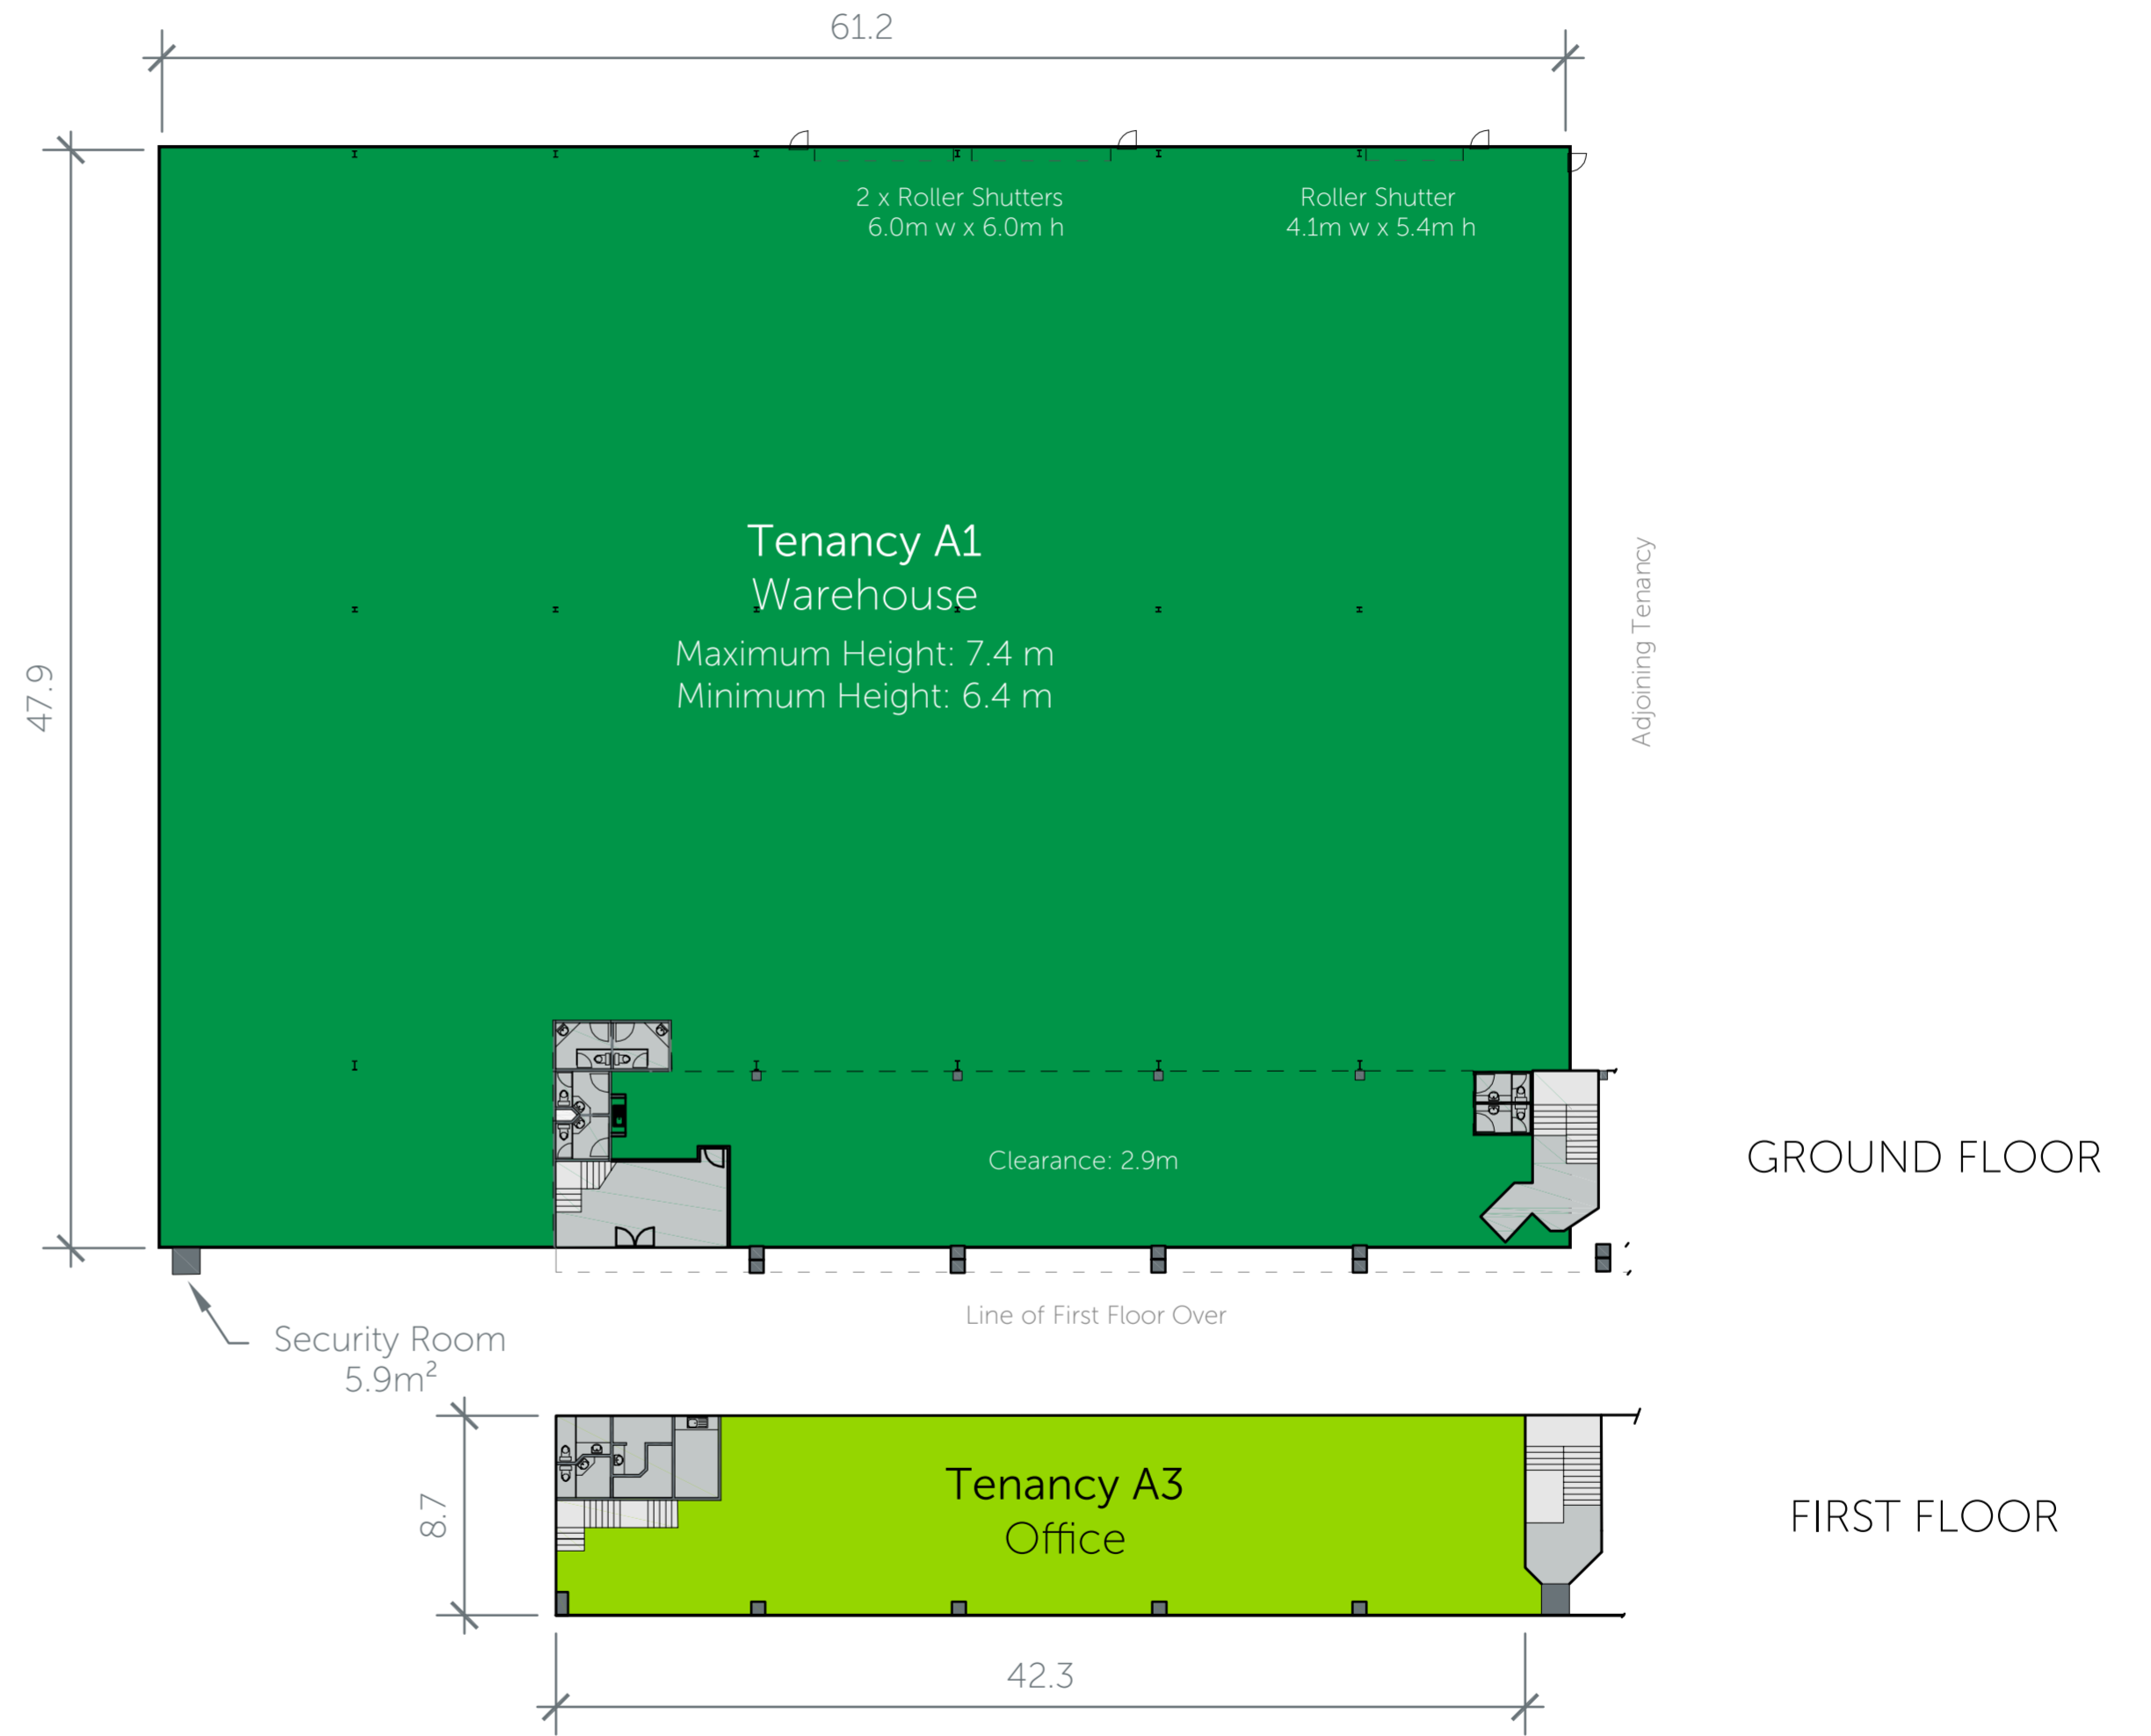 61.2
2 x Roller Shutters
6.0m w x 6.0m h
Roller Shutter
4.1m w x 5.4m h
Tenancy A1
Warehouse
Maximum Height: 7.4 m
Minimum Height: 6.4 m
47.9
Adjoining Tenancy
Clearance: 2.9m
GROUND FLOOR
Line of First Floor Over
Security Room
5.9m²
8.7
Tenancy A3
Office
FIRST FLOOR
42.3